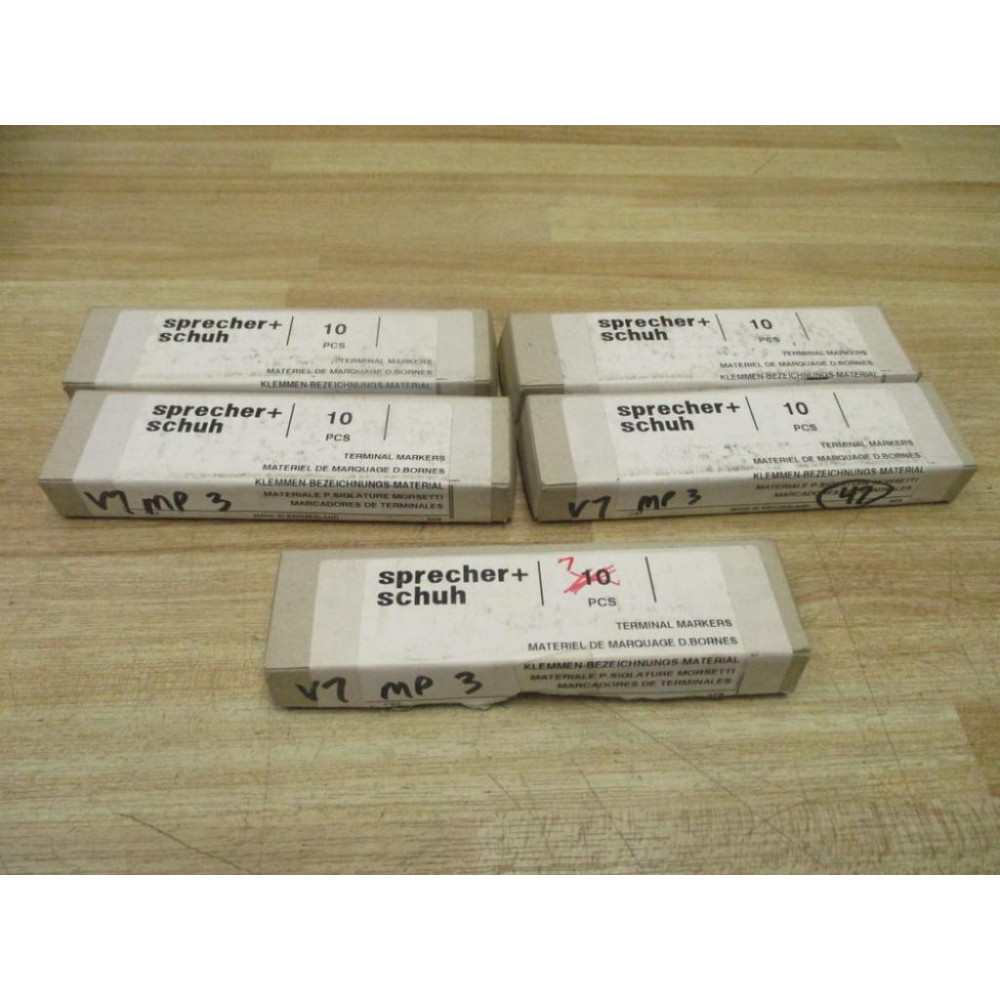 sprecher+
schuh
10
PCS
TERMINAL MARKERS
MATERIEL DE MARQUAGE D.BORNES
KLEMMEN-BEZEICHNUNGS-MATERIAL
sprecher+
schuh
10
PCS
TERMINAL MARKERS
MATERIEL DE MARQUAGE D.BORNES
KLEMMEN-BEZEICHNUNGS-MATERIAL
sprecher+
schuh
10
PCS
TERMINAL MARKERS
MATERIEL DE MARQUAGE D.BORNES
KLEMMEN-BEZEICHNUNGS-MATERIAL
MATERIALE P.SIGLATURE MORSETTI
MARCADORES DE TERMINALES
V7 MP 3
MADE IN SWITZERLAND
sprecher+
schuh
10
PCS
TERMINAL MARKERS
MATERIEL DE MARQUAGE D.BORNES
KLEMMEN-BEZEICHNUNGS-MATERIAL
MATERIALE P.SIGLATURE MORSETTI
V7 MP 3
42
sprecher+
schuh
3 10
PCS
TERMINAL MARKERS
MATERIEL DE MARQUAGE D.BORNES
KLEMMEN-BEZEICHNUNGS-MATERIAL
MATERIALE P.SIGLATURE MORSETTI
MARCADORES DE TERMINALES
V7 MP 3